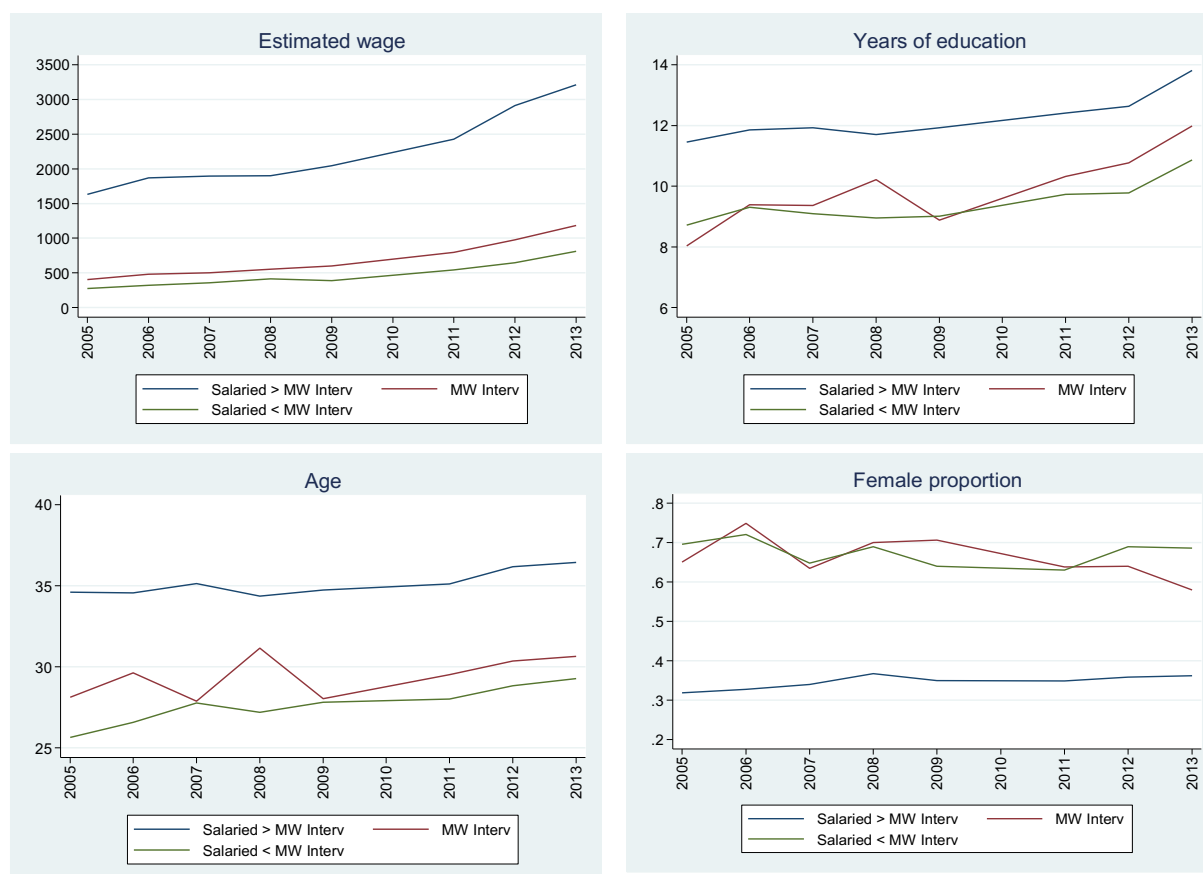 Estimated wage
3500
3000
2500
2000
1500
1000
500
0
2005 2006 2007 2008 2009 2010 2011 2012 2013
Salaried > MW Interv MW Interv
Salaried < MW Interv
Years of education
14
12
10
8
6
2005 2006 2007 2008 2009 2010 2011 2012 2013
Salaried > MW Interv MW Interv
Salaried < MW Interv
Age
40
35
30
25
2005 2006 2007 2008 2009 2010 2011 2012 2013
Salaried > MW Interv MW Interv
Salaried < MW Interv
Female proportion
.8
.7
.6
.5
.4
.3
.2
2005 2006 2007 2008 2009 2010 2011 2012 2013
Salaried > MW Interv MW Interv
Salaried < MW Interv